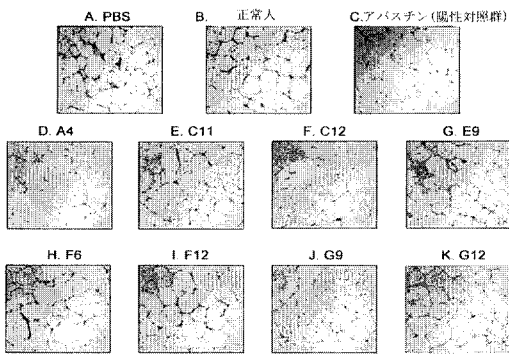 A. PBS
B. 正常人
C. アバスチン(陽性対照群)
D. A4
E. C11
F. C12
G. E9
H. F6
I. F12
J. G9
K. G12